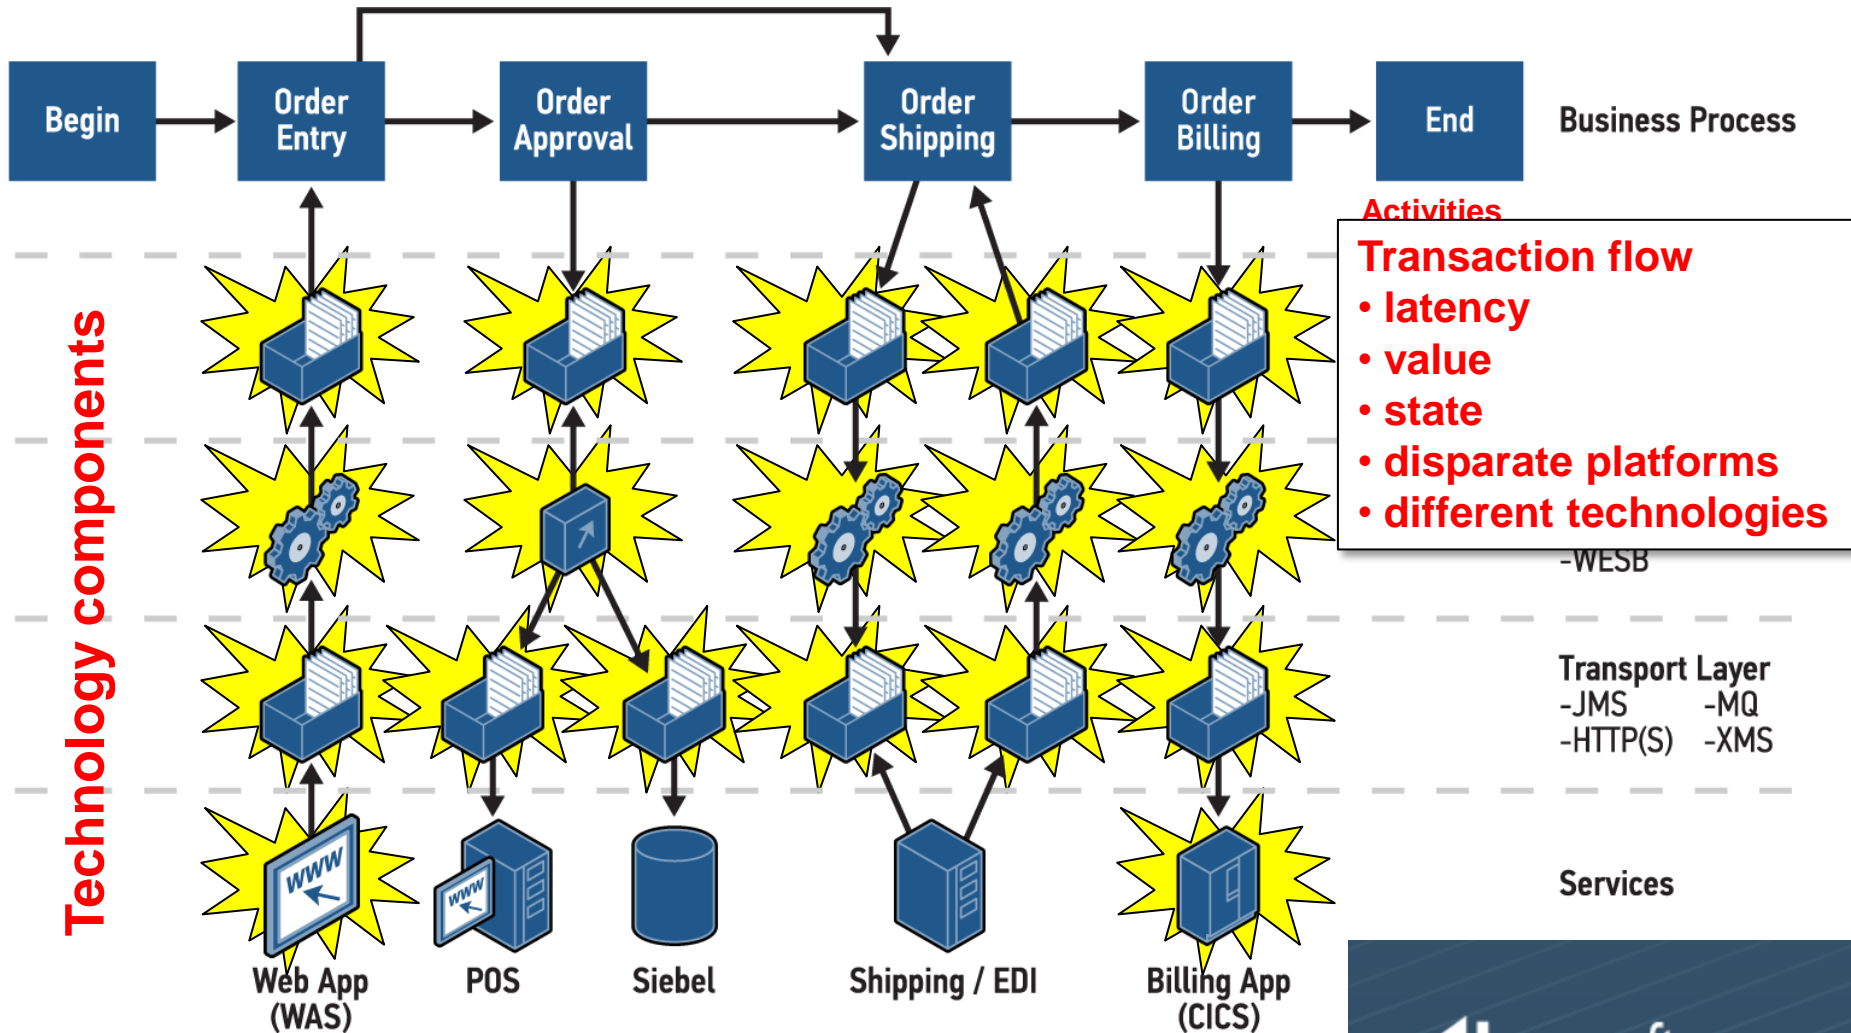 Begin
Order
Entry
Order
Approval
Order
Shipping
Order
Billing
End
Business Process
Activities
Transaction flow
• latency
• value
• state
• disparate platforms
• different technologies
-WESB
Technology components
Transport Layer
-JMS -MQ
-HTTP(S) -XMS
www
www
Services
Web App
(WAS)
POS
Siebel
Shipping / EDI
Billing App
(CICS)